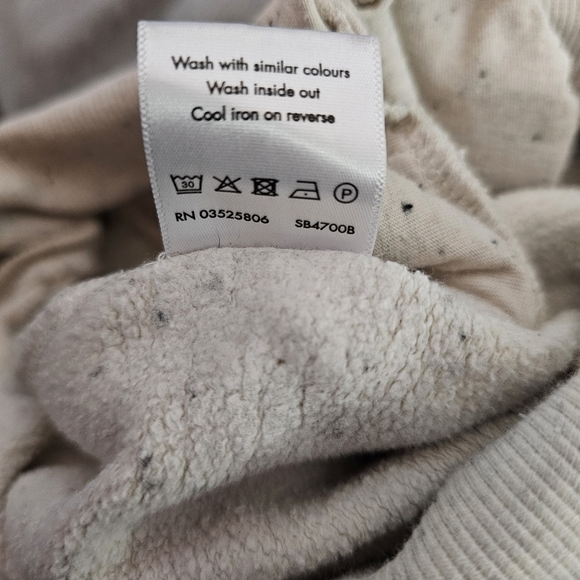 Wash with similar colours
Wash inside out
Cool iron on reverse
30 P
RN 03525806 SB4700B